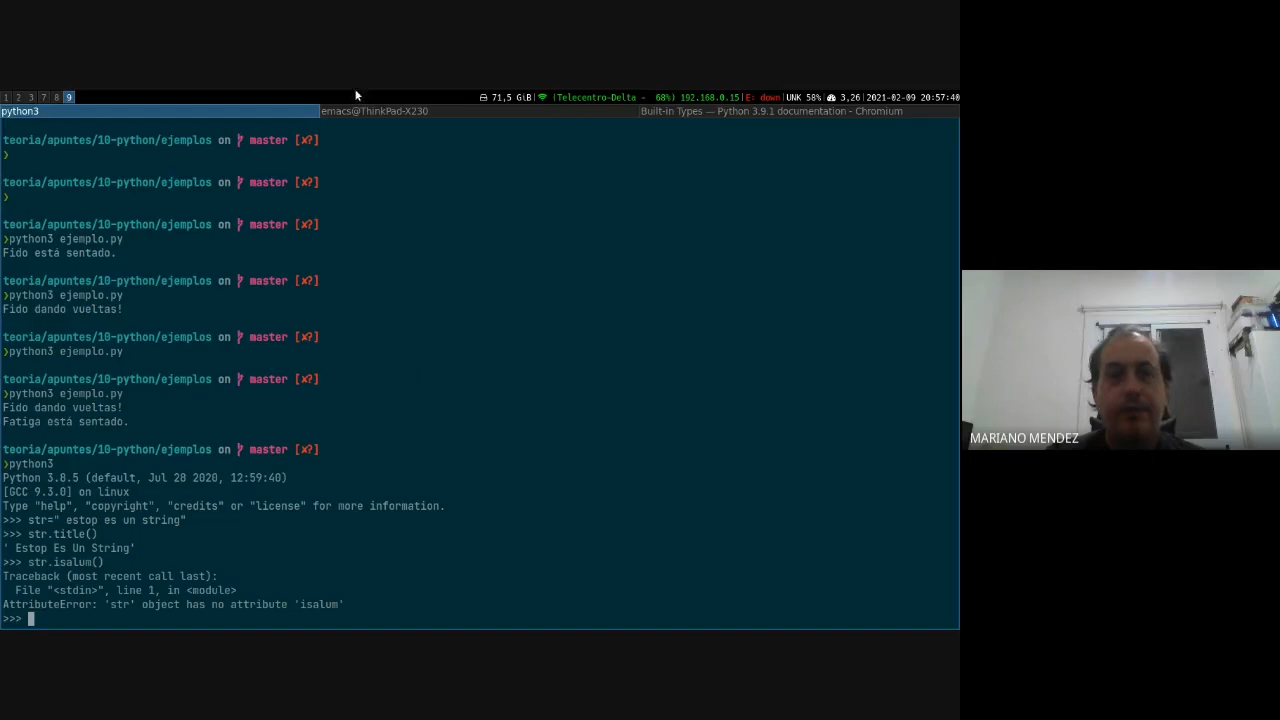 1 2 3 7 8 9
71,5 GiB| |Telecentro-Delta - 68%) 192.168.0.15|E: down|UNK 58%| 3,26|2021-02-09 20:57:40
python3 emacs@ThinkPad-X230 Built-in Types — Python 3.9.1 documentation - Chromium
teoria/apuntes/10-python/ejemplos on master [✘?]
❯
teoria/apuntes/10-python/ejemplos on master [✘?]
❯
teoria/apuntes/10-python/ejemplos on master [✘?]
❯python3 ejemplo.py
Fido está sentado.
teoria/apuntes/10-python/ejemplos on master [✘?]
❯python3 ejemplo.py
Fido dando vueltas!
teoria/apuntes/10-python/ejemplos on master [✘?]
❯python3 ejemplo.py
teoria/apuntes/10-python/ejemplos on master [✘?]
❯python3 ejemplo.py
Fido dando vueltas!
Fatiga está sentado.
teoria/apuntes/10-python/ejemplos on master [✘?]
❯python3
Python 3.8.5 (default, Jul 28 2020, 12:59:40)
[GCC 9.3.0] on linux
Type "help", "copyright", "credits" or "license" for more information.
>>> str=" estop es un string"
>>> str.title()
' Estop Es Un String'
>>> str.isalum()
Traceback (most recent call last):
  File "<stdin>", line 1, in <module>
AttributeError: 'str' object has no attribute 'isalum'
>>>
MARIANO MENDEZ